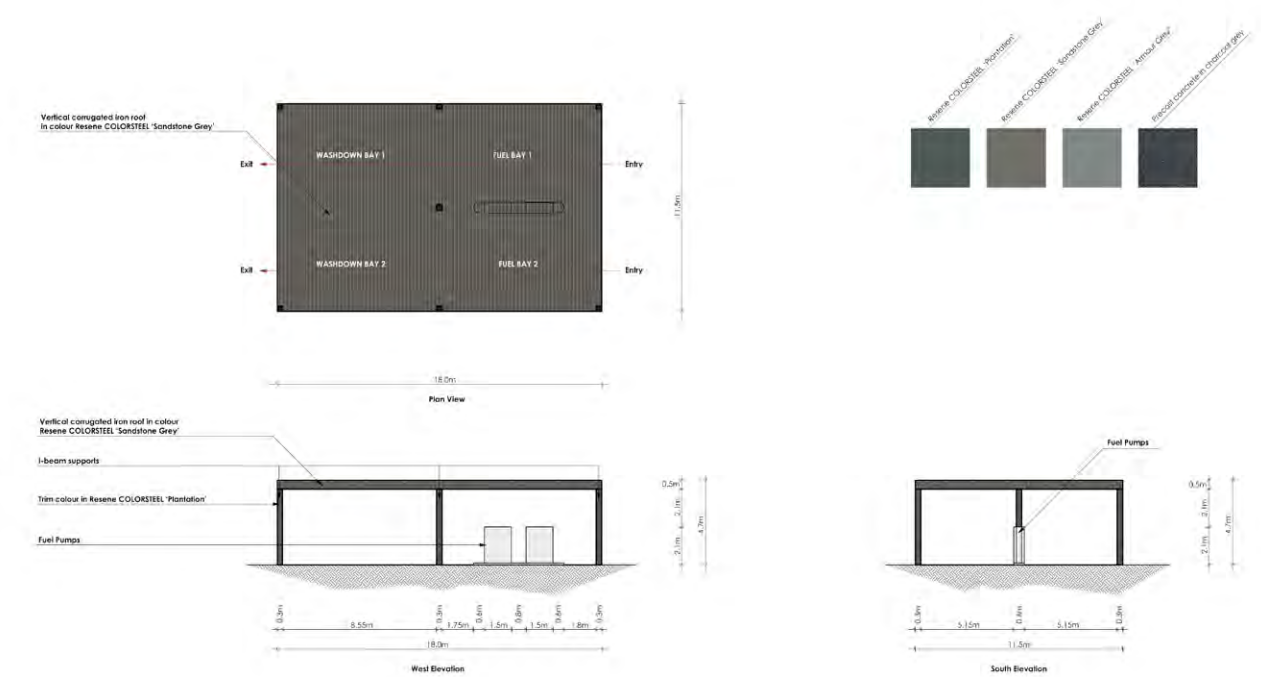 Resene COLORSTEEL 'Plantation'
Resene COLORSTEEL 'Sandstone Grey'
Resene COLORSTEEL 'Armour Grey'
Precast concrete in charcoal grey
Vertical corrugated iron roof
in colour Resene COLORSTEEL 'Sandstone Grey'
WASHDOWN BAY 1
FUEL BAY 1
Exit
Entry
11.5m
WASHDOWN BAY 2
FUEL BAY 2
Exit
Entry
18.0m
Plan View
Vertical corrugated iron roof in colour
Resene COLORSTEEL 'Sandstone Grey'
I-beam supports
Trim colour in Resene COLORSTEEL 'Plantation'
Fuel Pumps
0.5m
2.1m
2.1m
4.7m
0.3m
8.55m
0.3m
1.75m
0.6m
1.5m
0.8m
1.5m
0.6m
1.8m
0.3m
18.0m
West Elevation
Fuel Pumps
0.5m
2.1m
2.1m
4.7m
0.3m
5.15m
0.6m
5.15m
0.3m
11.5m
South Elevation